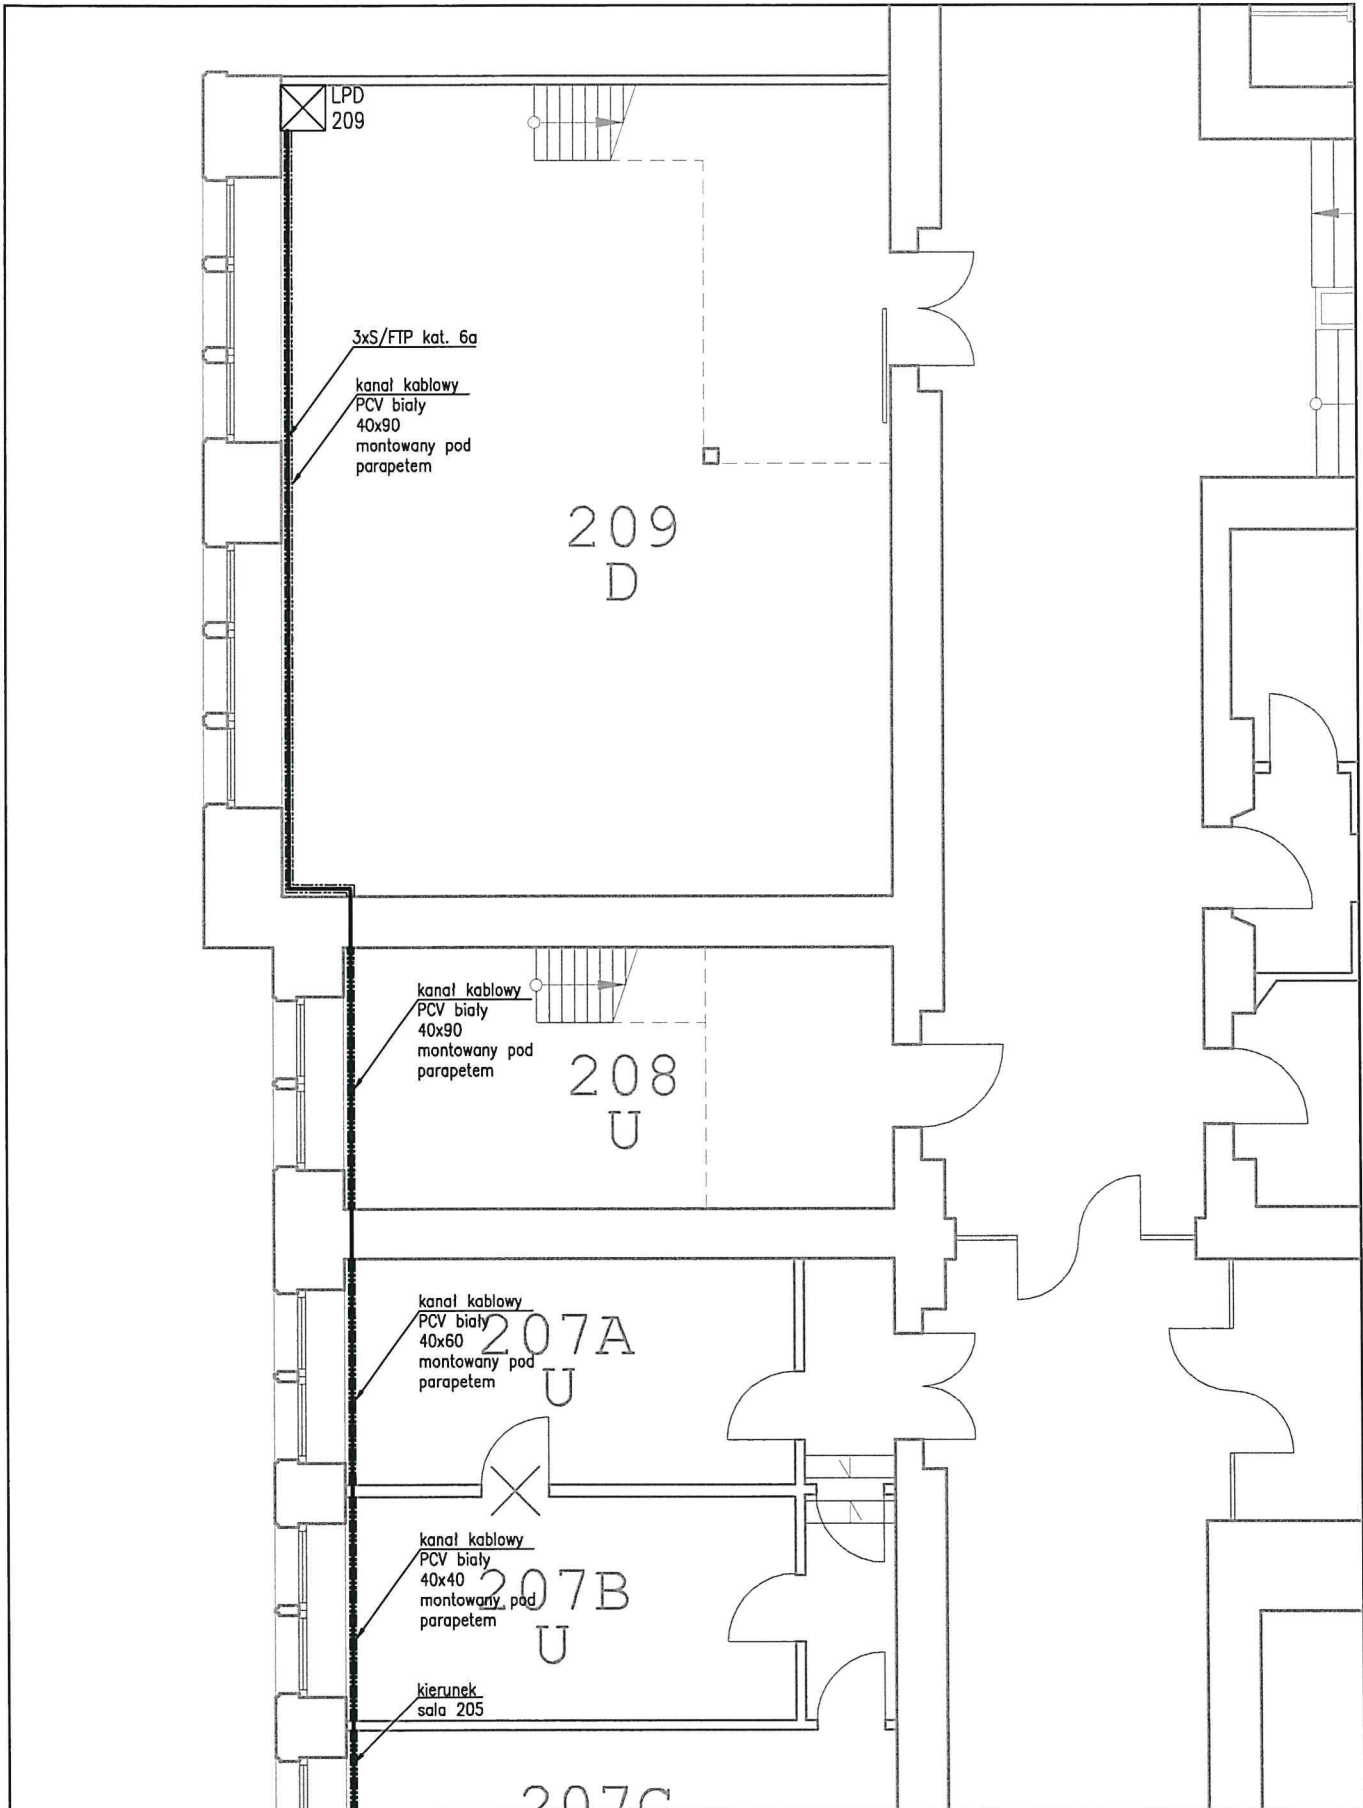 LPD
209
3xS/FTP kat. 6a
kanał kablowy
PCV biały
40x90
montowany pod
parapetem
209
D
kanał kablowy
PCV biały
40x90
montowany pod
parapetem
208
U
kanał kablowy
PCV biały
40x60
montowany pod
parapetem
207A
U
kanał kablowy
PCV biały
40x40
montowany pod
parapetem
207B
U
kierunek
sala 205
207C